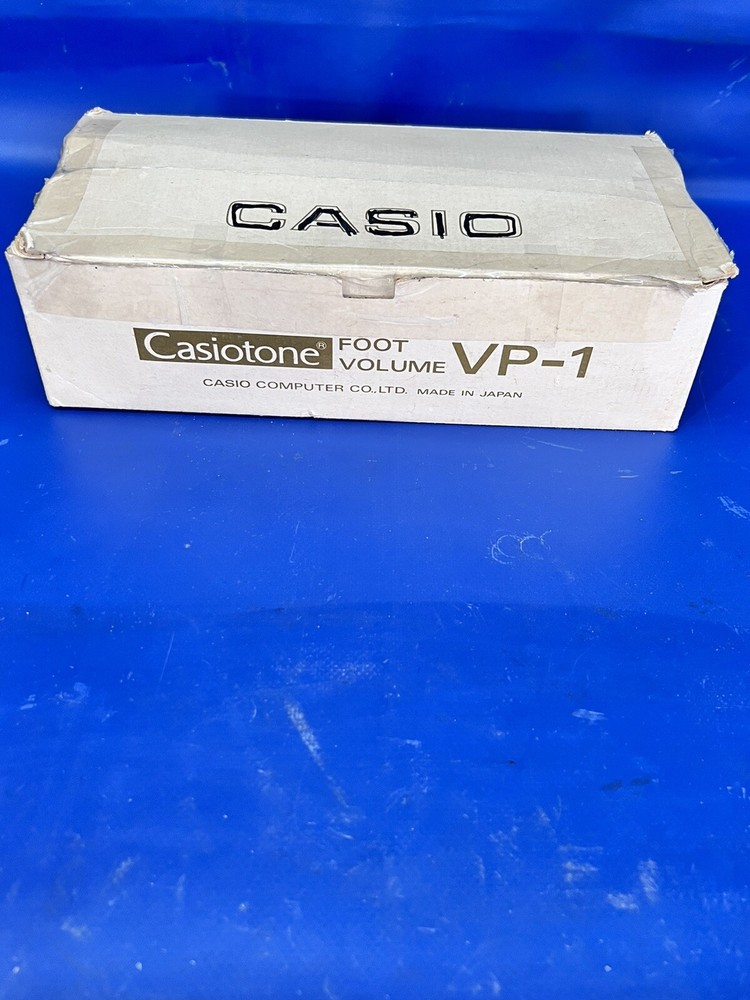 CASIO
Casiotone® FOOT VOLUME VP-1
CASIO COMPUTER CO.,LTD. MADE IN JAPAN